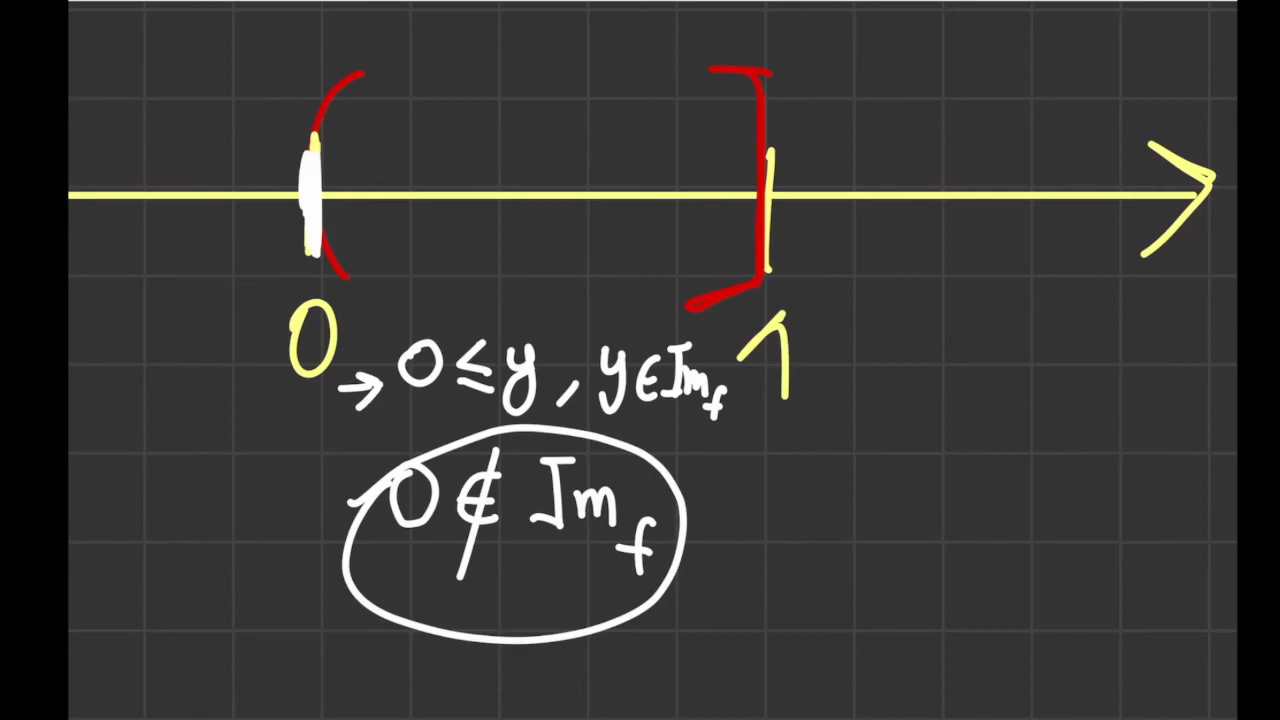 0 1
→ 0 ≤ y, y ∈ Im_f
0 ∉ Im_f